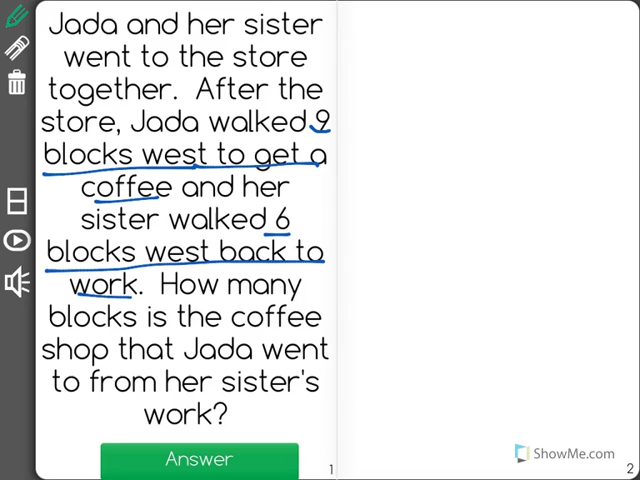 Jada and her sister
went to the store
together. After the
store, Jada walked 9
blocks west to get a
coffee and her
sister walked 6
blocks west back to
work. How many
blocks is the coffee
shop that Jada went
to from her sister's
work?
Answer
1
ShowMe.com
2